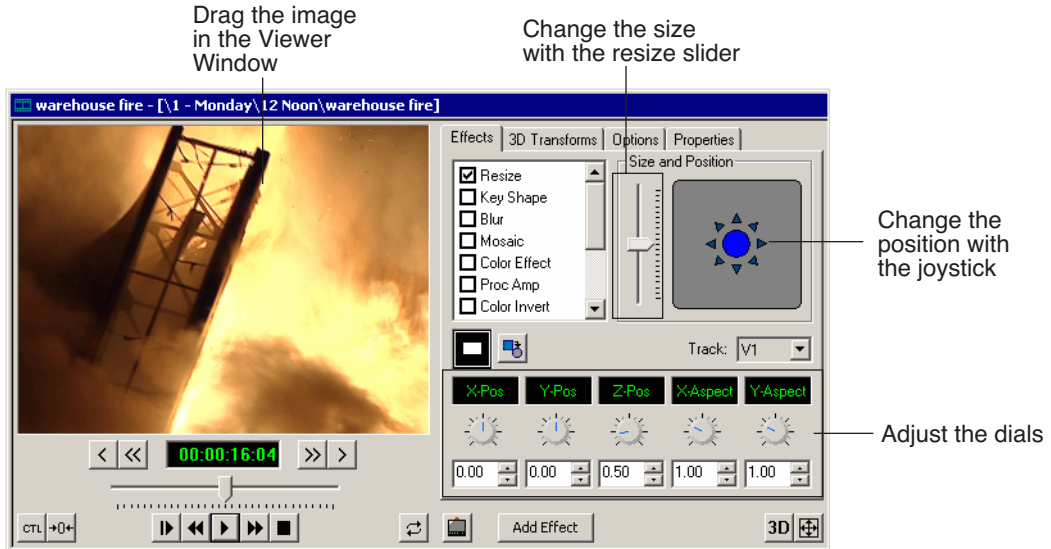 Drag the image
in the Viewer
Window
Change the size
with the resize slider
warehouse fire - [\1 - Monday\12 Noon\warehouse fire]
Effects 3D Transforms Options Properties
Resize
Key Shape
Blur
Mosaic
Color Effect
Proc Amp
Color Invert
Size and Position
Change the
position with
the joystick
Track: V1
X-Pos Y-Pos Z-Pos X-Aspect Y-Aspect
0.00 0.00 0.50 1.00 1.00
Adjust the dials
< << 00:00:16:04 >> >
CTL →0← Add Effect 3D